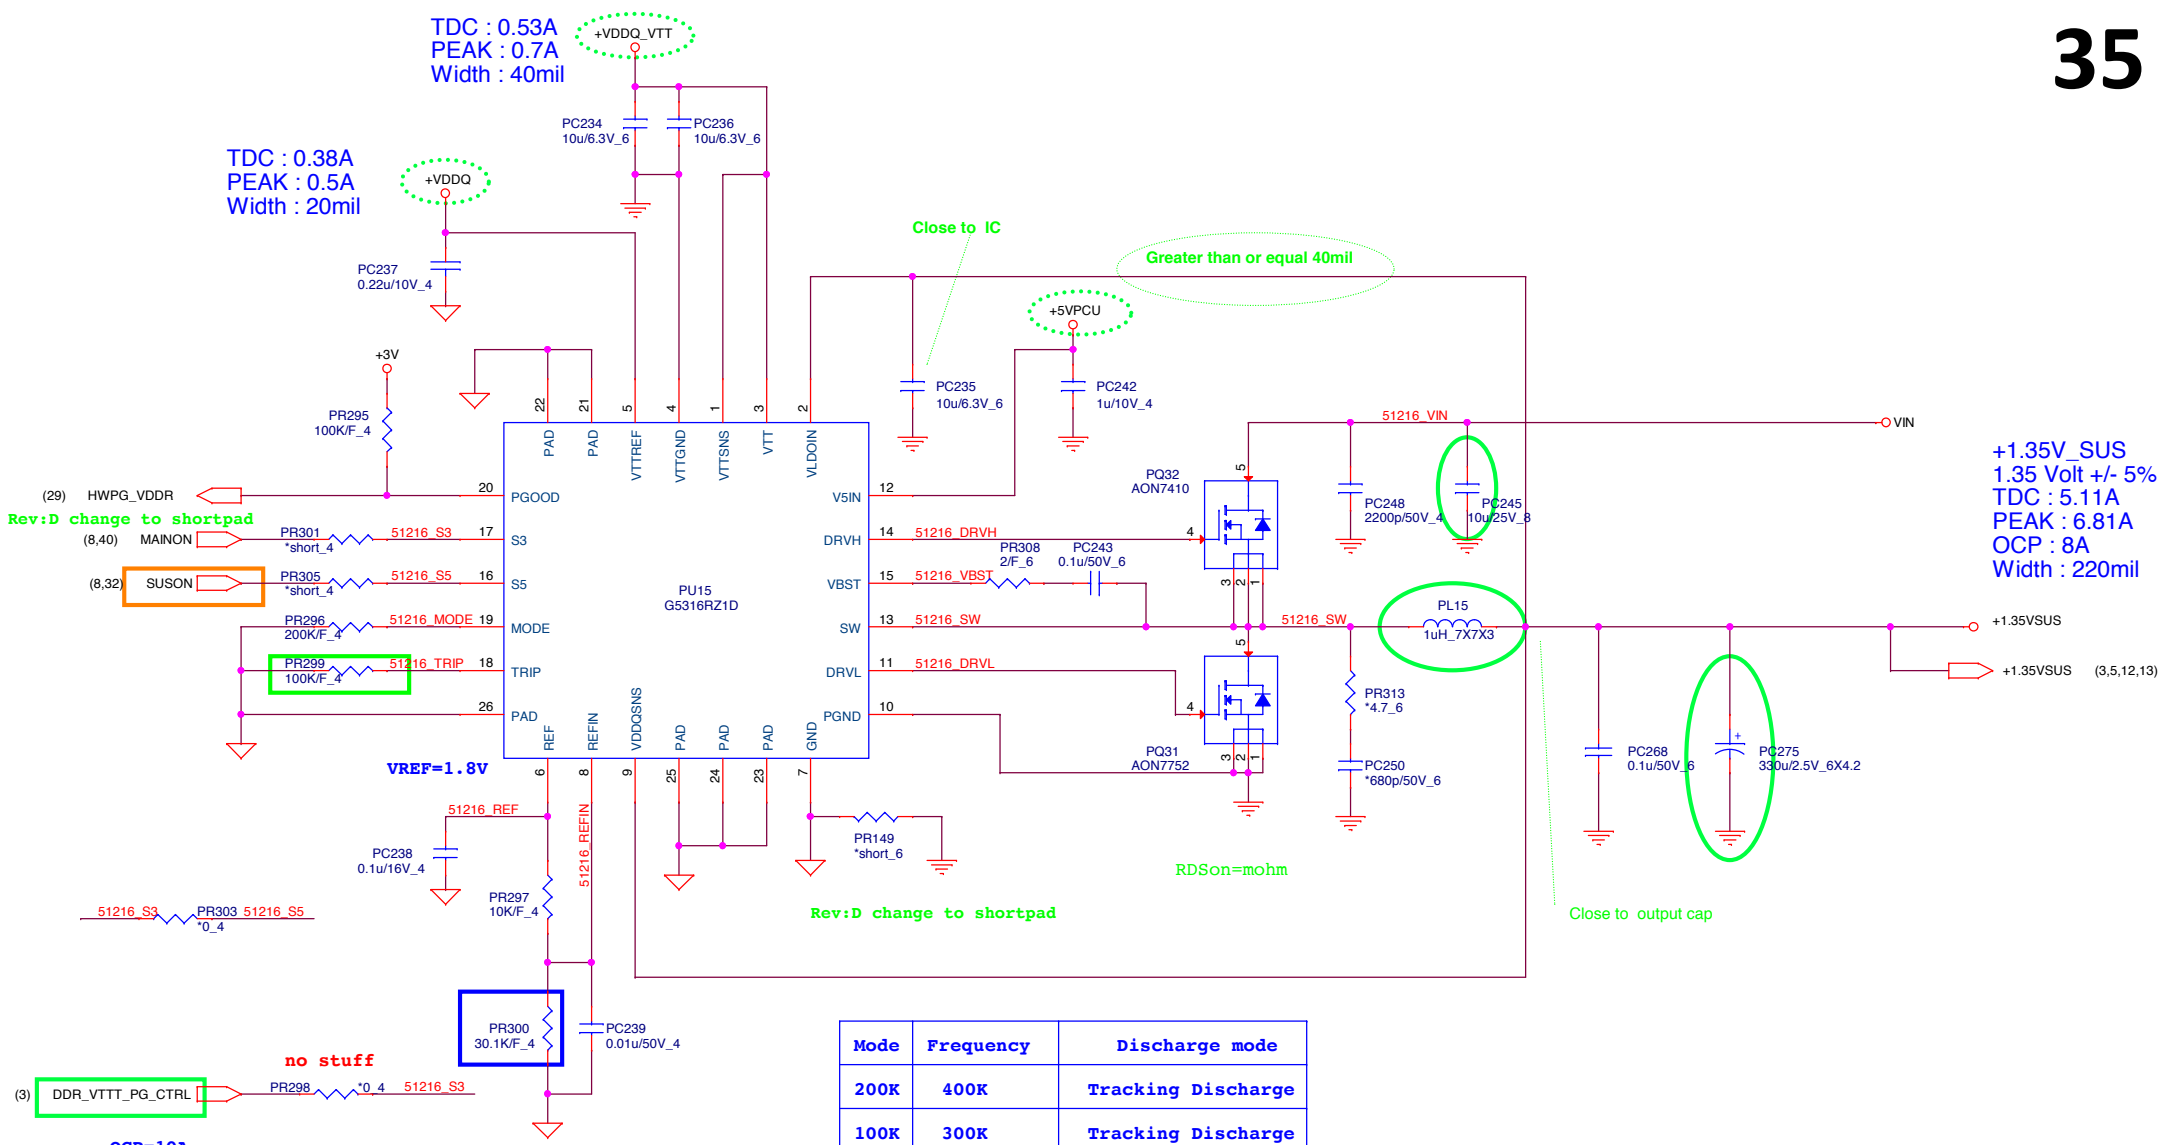 35
TDC : 0.53A
PEAK : 0.7A
Width : 40mil
+VDDQ_VTT
PC234
10u/6.3V_6
PC236
10u/6.3V_6
TDC : 0.38A
PEAK : 0.5A
Width : 20mil
+VDDQ
PC237
0.22u/10V_4
Close to IC
Greater than or equal 40mil
+5VPCU
+3V
PR295
100K/F_4
PC235
10u/6.3V_6
PC242
1u/10V_4
22
21
5
4
1
3
2
PAD
PAD
VTTREF
VTTGND
VTTSNS
VTT
VLDOIN
51216_VIN
VIN
+1.35V_SUS
1.35 Volt +/- 5%
TDC : 5.11A
PEAK : 6.81A
OCP : 8A
Width : 220mil
(29) HWPG_VDDR
20
PGOOD
V5IN
12
PQ32
AON7410
5
4
3
2
1
PC248
2200p/50V_4
PC245
10u/25V_8
Rev:D change to shortpad
(8,40) MAINON
PR301
*short_4
51216_S3
17
S3
DRVH
14
51216_DRVH
(8,32) SUSON
PR305
*short_4
51216_S5
16
S5
PU15
G5316RZ1D
VBST
15
51216_VBST
PR308
2/F_6
PC243
0.1u/50V_6
PR296
200K/F_4
51216_MODE
19
MODE
SW
13
51216_SW
51216_SW
PL15
1uH_7X7X3
+1.35VSUS
PR299
100K/F_4
51216_TRIP
18
TRIP
DRVL
11
51216_DRVL
+1.35VSUS (3,5,12,13)
26
PAD
PGND
10
5
4
3
2
1
PQ31
AON7752
PR313
*4.7_6
PC250
*680p/50V_6
PC268
0.1u/50V_6
+
PC275
330u/2.5V_6X4.2
REF
REFIN
VDDQSNS
PAD
PAD
PAD
GND
VREF=1.8V
6
8
9
25
24
23
7
51216_REF
51216_REFIN
PC238
0.1u/16V_4
PR149
*short_6
RDSon=mohm
PR297
10K/F_4
Rev:D change to shortpad
Close to output cap
51216_S3
PR303
*0_4
51216_S5
PR300
30.1K/F_4
PC239
0.01u/50V_4
no stuff
(3) DDR_VTTT_PG_CTRL
PR298
*0_4
51216_S3
Mode Frequency Discharge mode
200K 400K Tracking Discharge
100K 300K Tracking Discharge